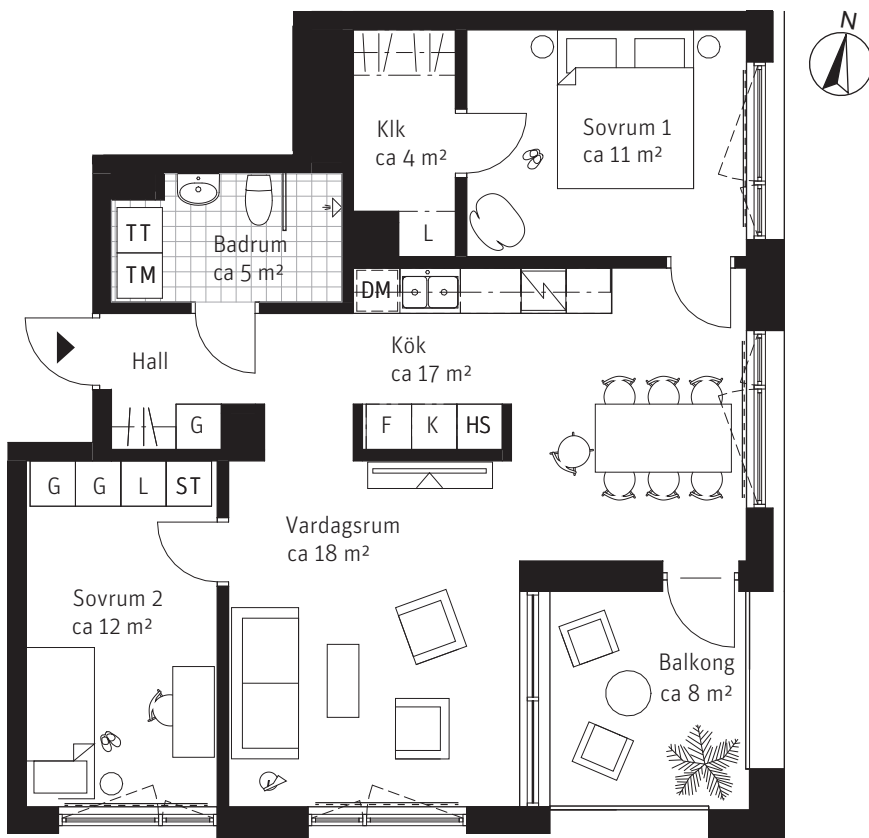 N
Klk
ca 4 m²
Sovrum 1
ca 11 m²
TT
TM
Badrum
ca 5 m²
L
DM
Hall
Kök
ca 17 m²
G
F K HS
G G L ST
Vardagsrum
ca 18 m²
Sovrum 2
ca 12 m²
Balkong
ca 8 m²